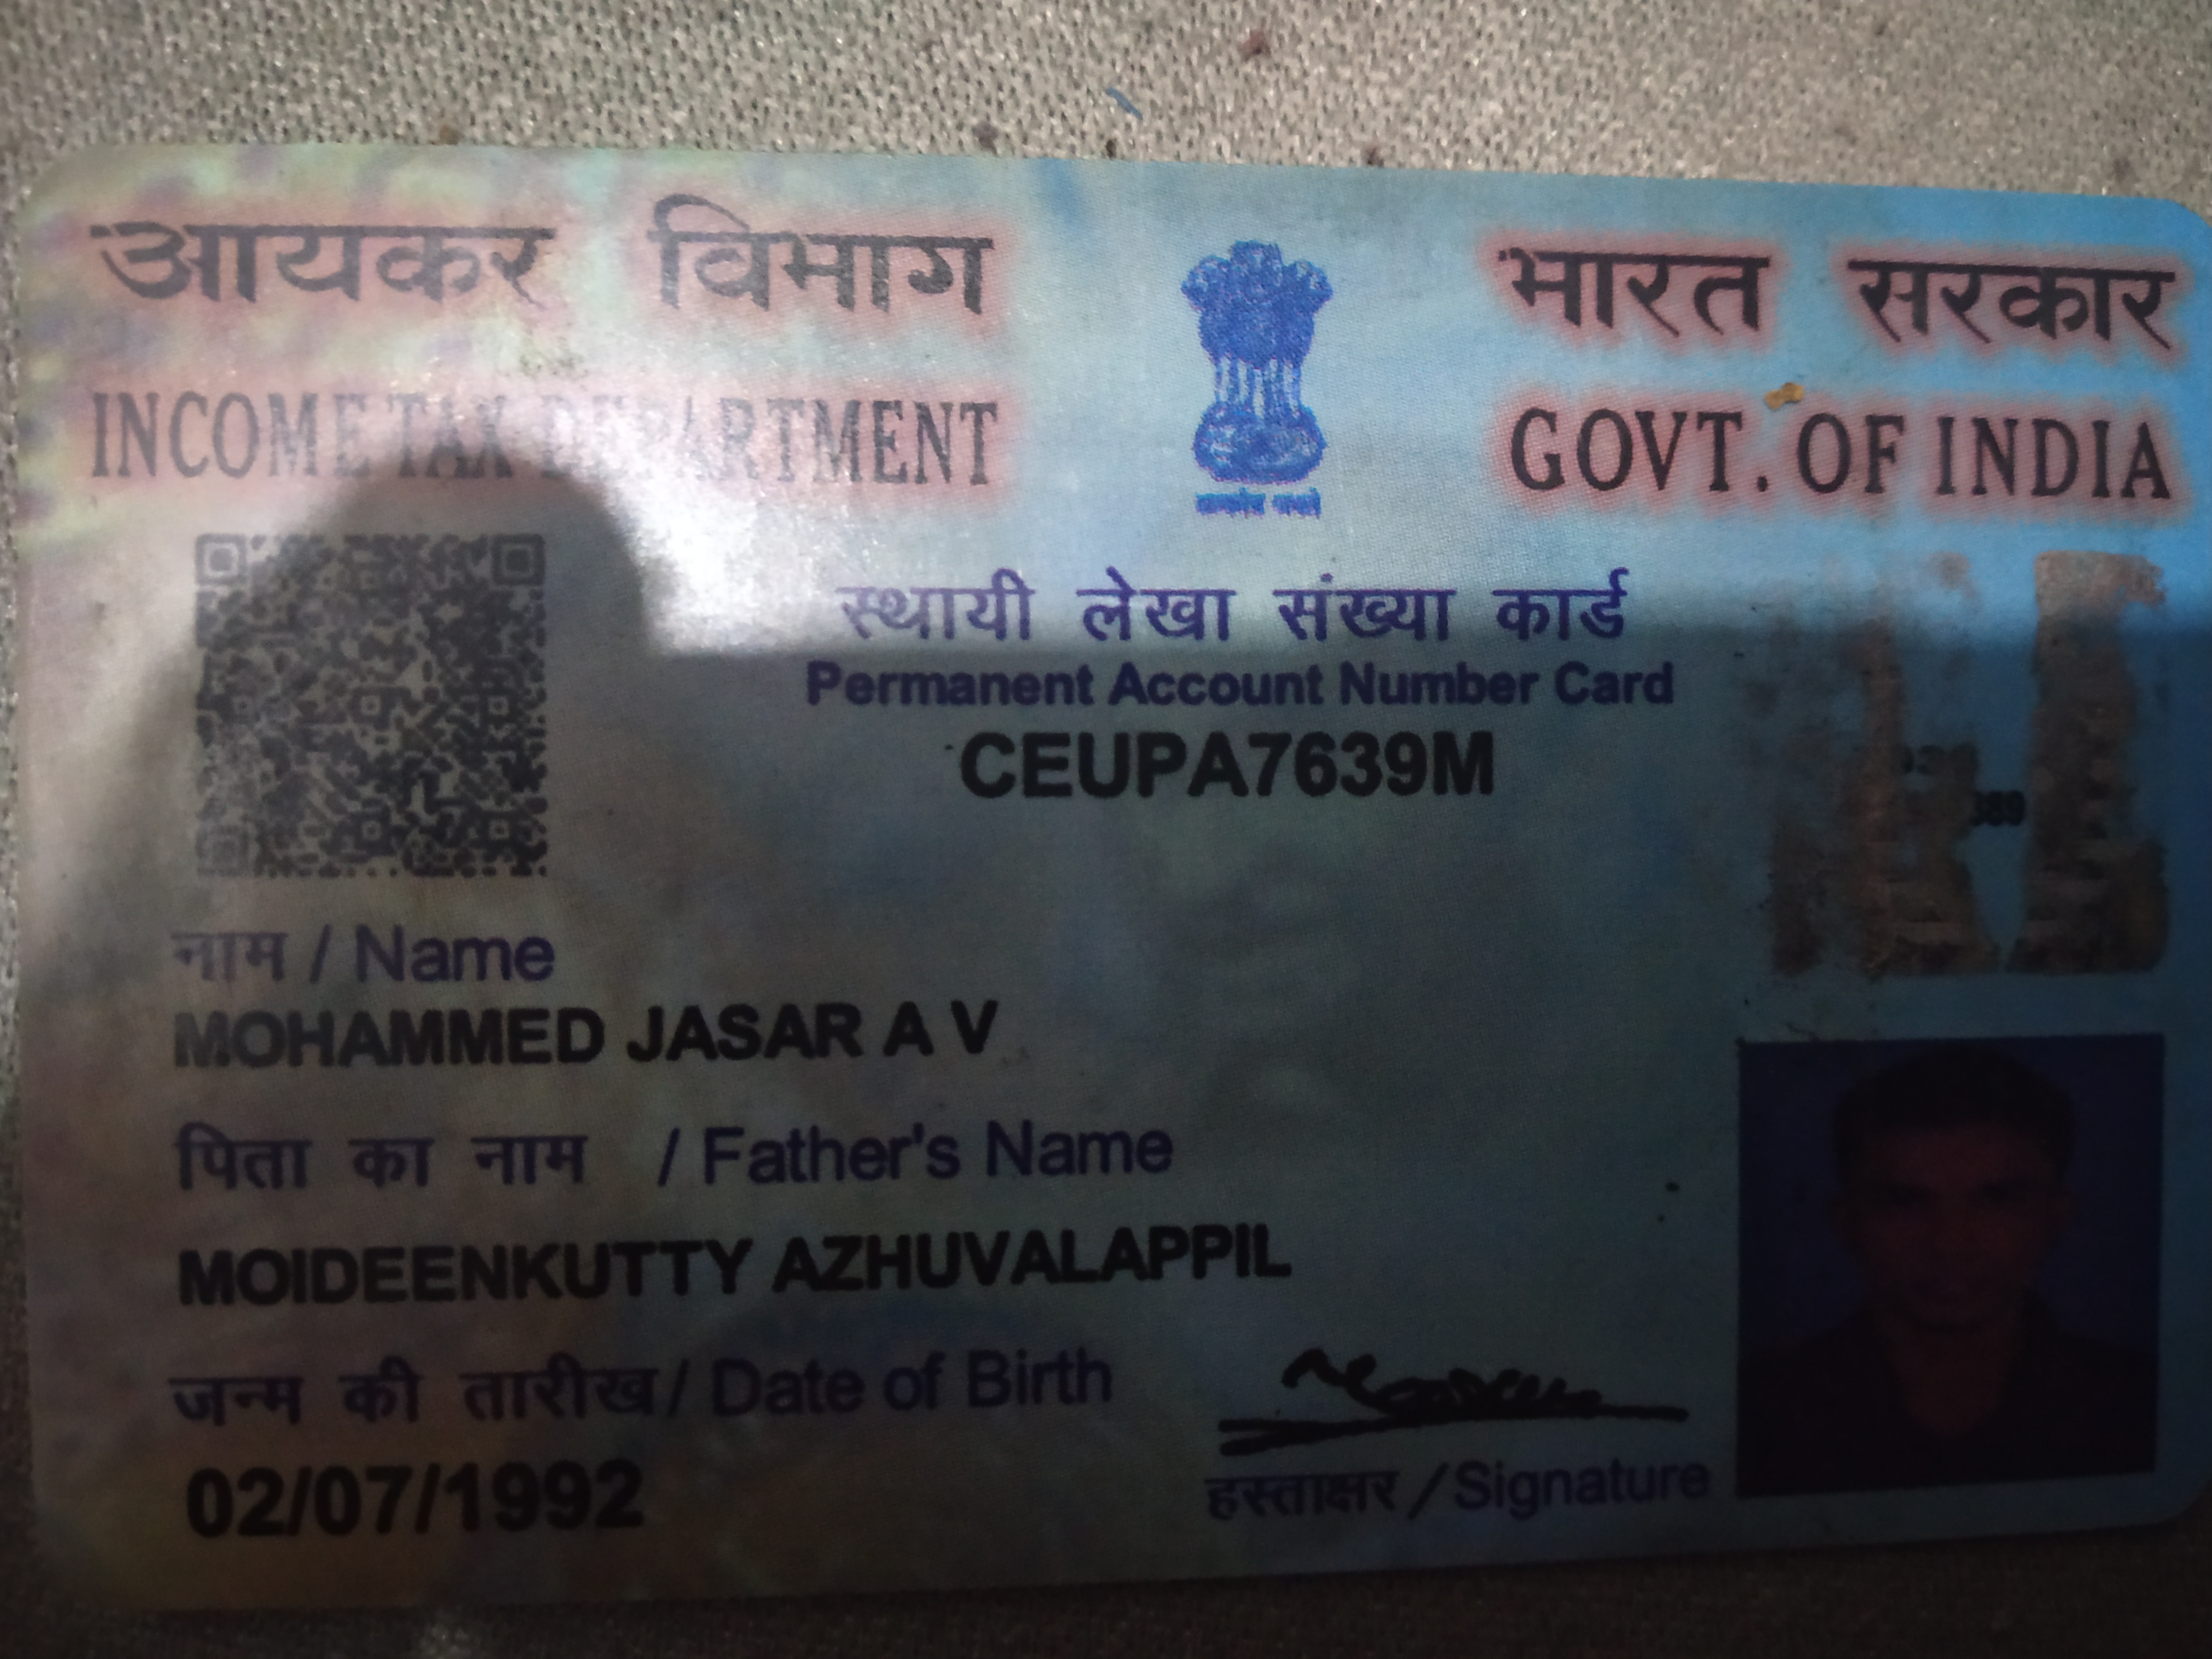 आयकर विभाग
INCOME TAX DEPARTMENT
भारत सरकार
GOVT. OF INDIA
स्थायी लेखा संख्या कार्ड
Permanent Account Number Card
CEUPA7639M
नाम / Name
MOHAMMED JASAR A V
पिता का नाम / Father's Name
MOIDEENKUTTY AZHUVALAPPIL
जन्म की तारीख / Date of Birth
02/07/1992
हस्ताक्षर / Signature